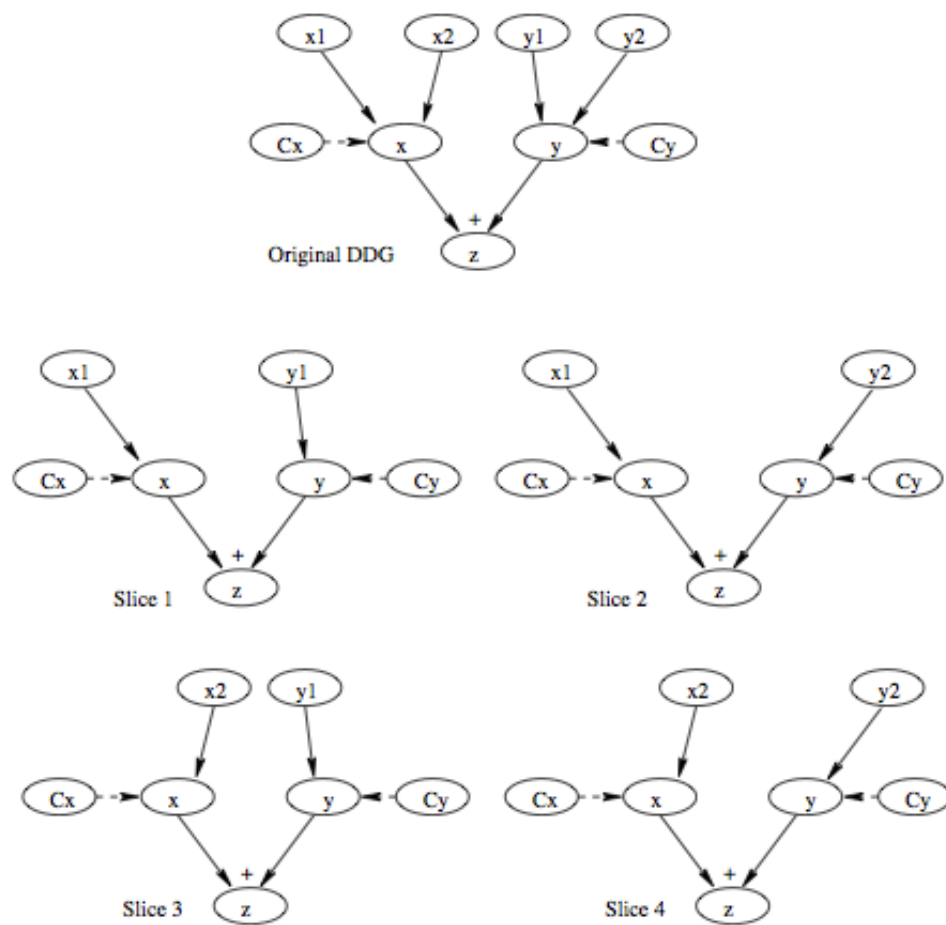 x1 x2 y1 y2
Cx x y Cy
+
Original DDG z
x1 y1 x1 y2
Cx x y Cy Cx x y Cy
+ +
Slice 1 z Slice 2 z
x2 y1 x2 y2
Cx x y Cy Cx x y Cy
+ +
Slice 3 z Slice 4 z